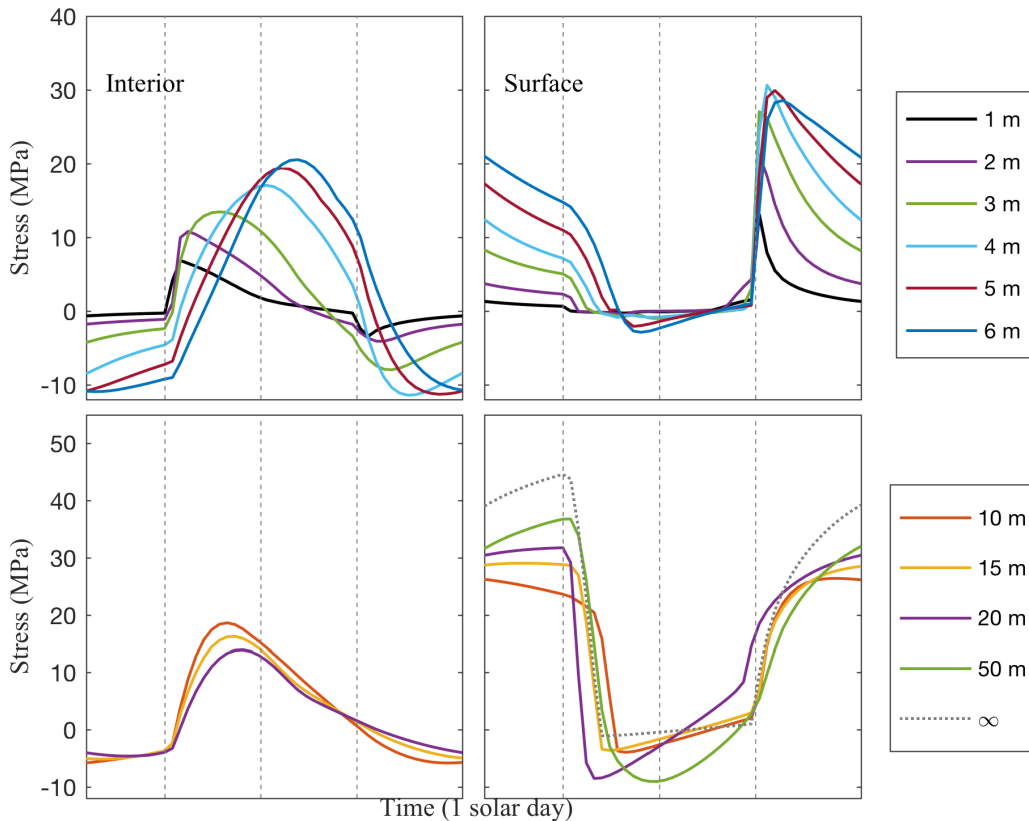 40
30
20
10
0
-10
Stress (MPa)
Interior
Surface
1 m
2 m
3 m
4 m
5 m
6 m
50
40
30
20
10
0
-10
Stress (MPa)
10 m
15 m
20 m
50 m
∞
Time (1 solar day)